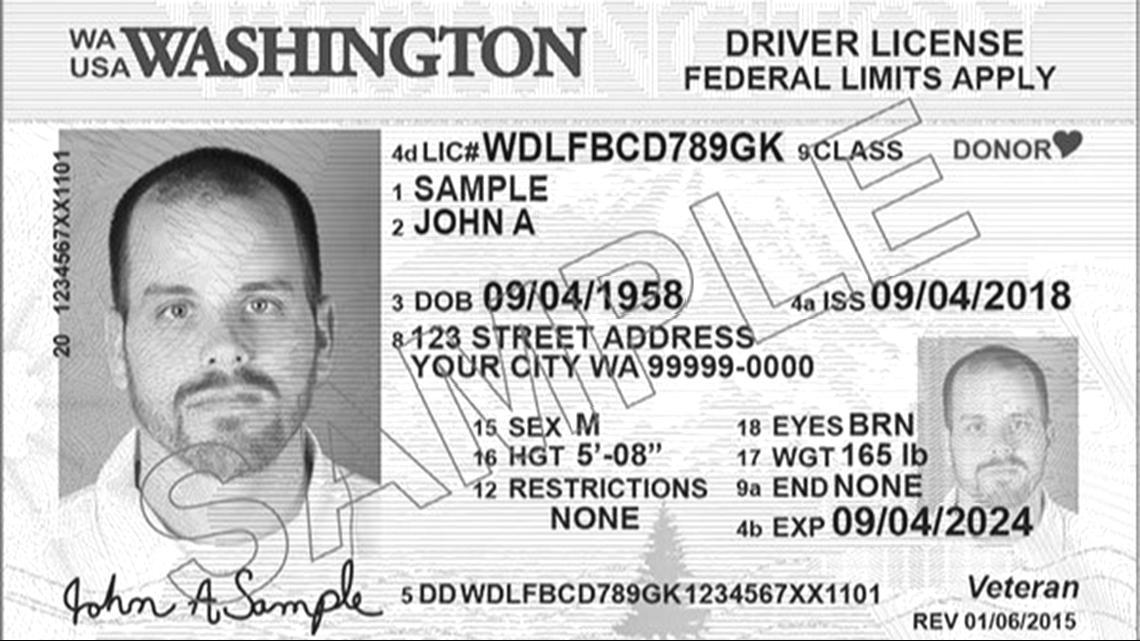 WA WASHINGTON
USA
DRIVER LICENSE
FEDERAL LIMITS APPLY
20 1234567XX1101
4d LIC# WDLFBCD789GK 9 CLASS DONOR
1 SAMPLE
2 JOHN A
3 DOB 09/04/1958 4a ISS 09/04/2018
8 123 STREET ADDRESS
YOUR CITY WA 99999-0000
15 SEX M 18 EYES BRN
16 HGT 5'-08" 17 WGT 165 lb
12 RESTRICTIONS 9a END NONE
NONE 4b EXP 09/04/2024
SAMPLE
John A Sample
5 DD WDLFBCD789GK1234567XX1101
Veteran
REV 01/06/2015